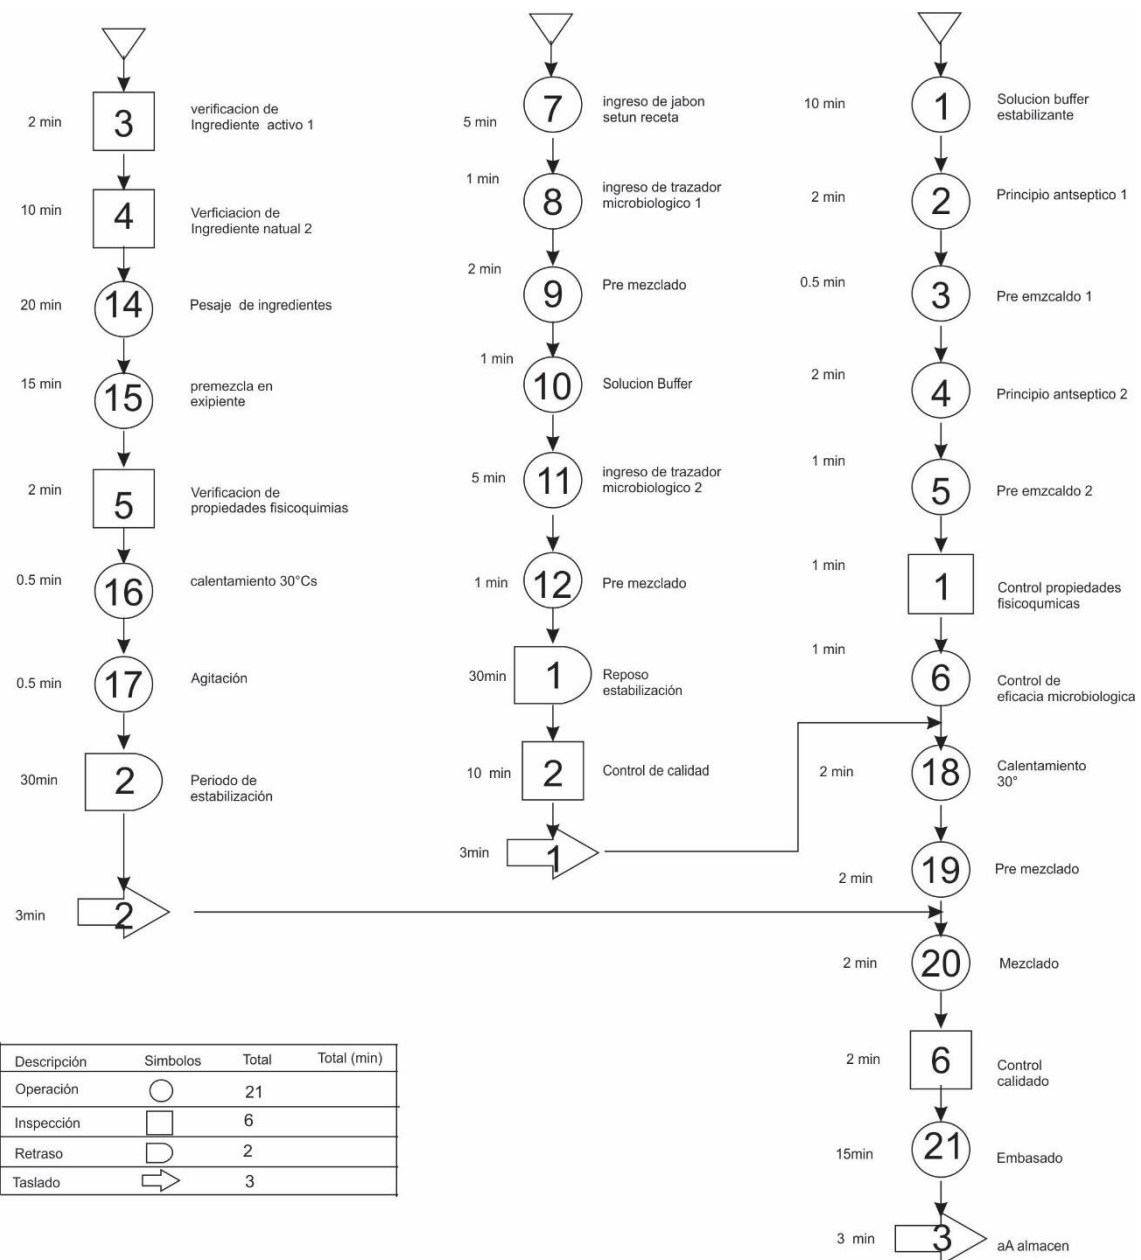 2 min
3
verificacion de
Ingrediente activo 1
10 min
4
Verficiacion de
Ingrediente natual 2
20 min
14
Pesaje de ingredientes
15 min
15
premezcla en
exipiente
2 min
5
Verificacion de
propiedades fisicoquimias
0.5 min
16
calentamiento 30°Cs
0.5 min
17
Agitación
30min
2
Periodo de
estabilización
3min
2
5 min
7
ingreso de jabon
setun receta
1 min
8
ingreso de trazador
microbiologico 1
2 min
9
Pre mezclado
1 min
10
Solucion Buffer
5 min
11
ingreso de trazador
microbiologico 2
1 min
12
Pre mezclado
30min
1
Reposo
estabilización
10 min
2
Control de calidad
3min
1
10 min
1
Solucion buffer
estabilizante
2 min
2
Principio antseptico 1
0.5 min
3
Pre emzcaldo 1
2 min
4
Principio antseptico 2
1 min
5
Pre emzcaldo 2
1 min
1
Control propiedades
fisicoqumicas
1 min
6
Control de
eficacia microbiologica
2 min
18
Calentamiento
30°
2 min
19
Pre mezclado
2 min
20
Mezclado
2 min
6
Control
calidado
15min
21
Embasado
3 min
3
aA almacen
Descripción Simbolos Total Total (min)
Operación 21
Inspección 6
Retraso 2
Taslado 3